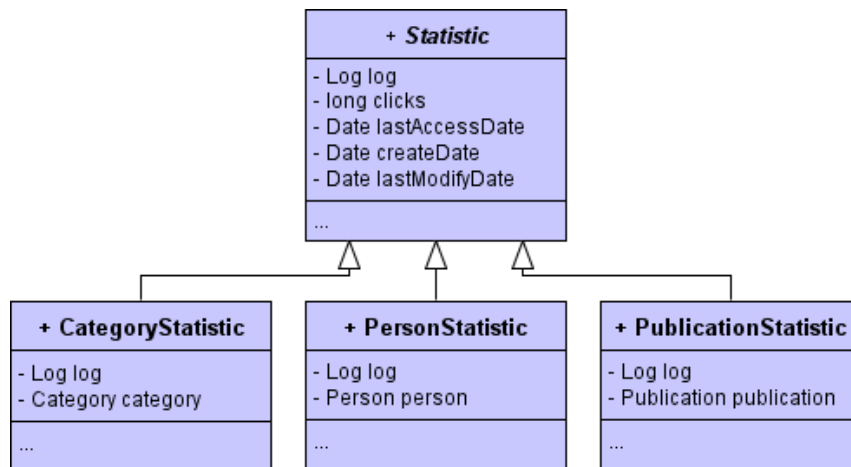 + Statistic
- Log log
- long clicks
- Date lastAccessDate
- Date createDate
- Date lastModifyDate
...
+ CategoryStatistic
- Log log
- Category category
...
+ PersonStatistic
- Log log
- Person person
...
+ PublicationStatistic
- Log log
- Publication publication
...